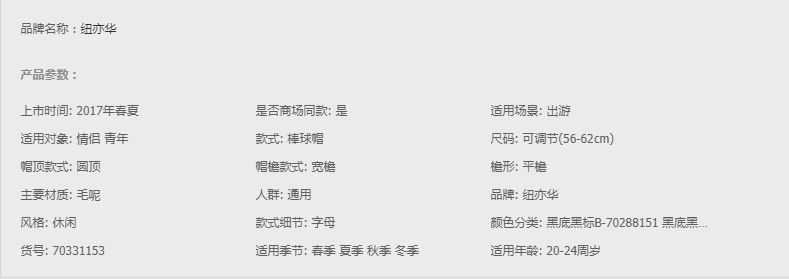 品牌名称：纽亦华
产品参数：
上市时间: 2017年春夏 是否商场同款: 是 适用场景: 出游
适用对象: 情侣 青年 款式: 棒球帽 尺码: 可调节(56-62cm)
帽顶款式: 圆顶 帽檐款式: 宽檐 檐形: 平檐
主要材质: 毛呢 人群: 通用 品牌: 纽亦华
风格: 休闲 款式细节: 字母 颜色分类: 黑底黑标B-70288151 黑底黑...
货号: 70331153 适用季节: 春季 夏季 秋季 冬季 适用年龄: 20-24周岁